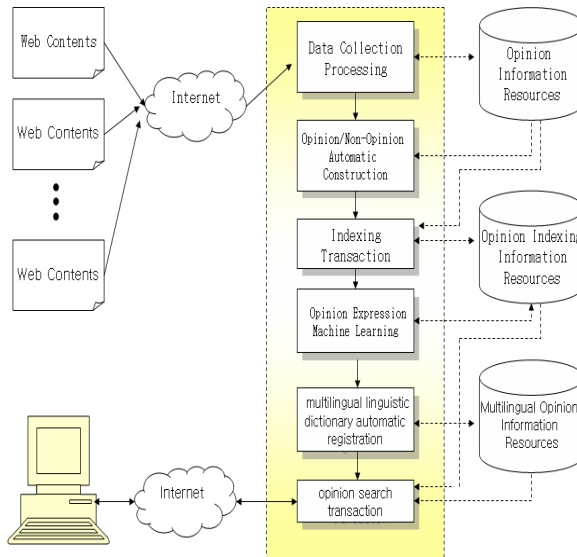 Web Contents
Web Contents
Web Contents
Internet
Data Collection
Processing
Opinion/Non-Opinion
Automatic
Construction
Indexing
Transaction
Opinion Expression
Machine Learning
multilingual linguistic
dictionary automatic
registration
opinion search
transaction
Opinion
Information
Resources
Opinion Indexing
Information
Resources
Multilingual Opinion
Information
Resources
Internet